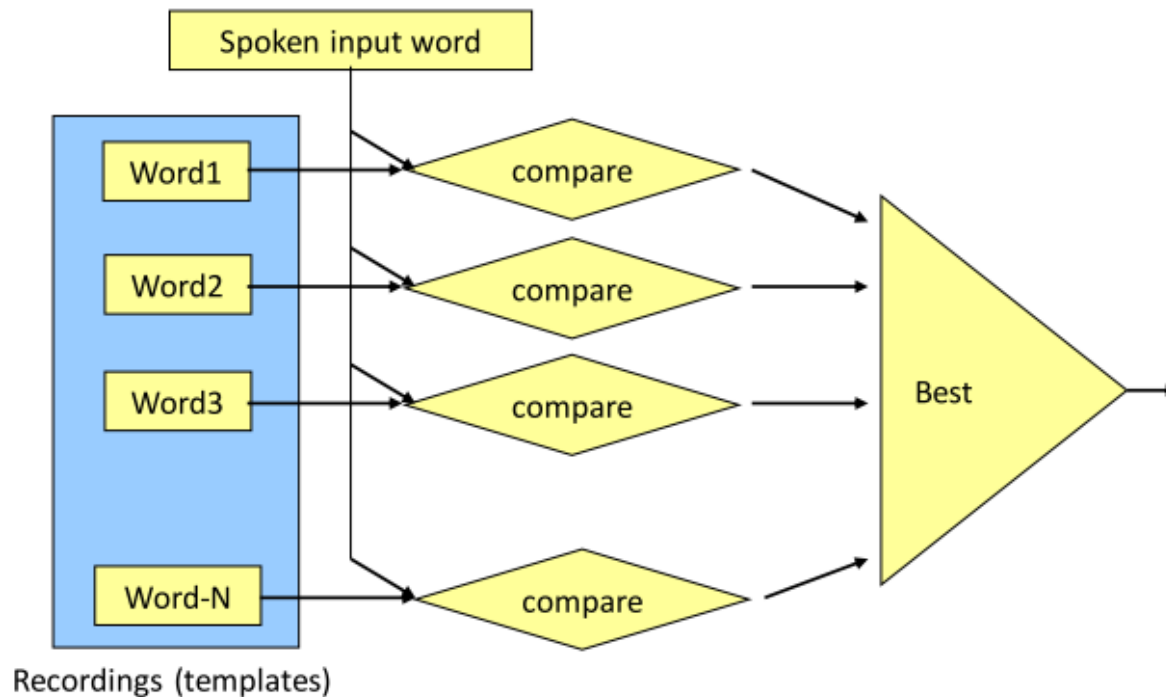 Spoken input word
Word1
compare
Word2
compare
Word3
compare
Best
Word-N
compare
Recordings (templates)